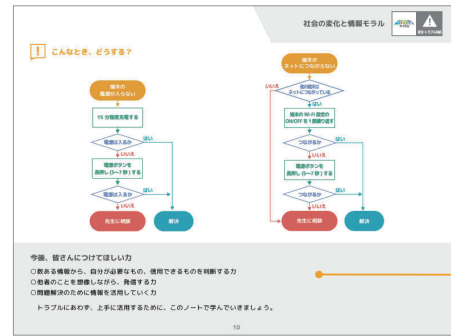 社会の変化と情報モラル
こんなとき、どうする？
端末の
電源が入らない
15分程度充電する
電源は入るか
はい
いいえ
電源ボタンを
長押し(5〜7秒)する
電源は入るか
はい
いいえ
先生に相談
解決
端末が
ネットにつながらない
いいえ
他の端末は
ネットにつながっている
はい
端末のWi-Fi設定の
ON/OFFを1度繰り返す
つながるか
はい
いいえ
電源ボタンを
長押し(5〜7秒)する
つながるか
はい
いいえ
先生に相談
解決
今後、皆さんにつけてほしい力
○数ある情報から、自分が必要なもの、信用できるものを判断する力
○他者のことを想像しながら、発信する力
○問題解決のために情報を活用していく力
トラブルにあわず、上手に活用するために、このノートで学んでいきましょう。
10